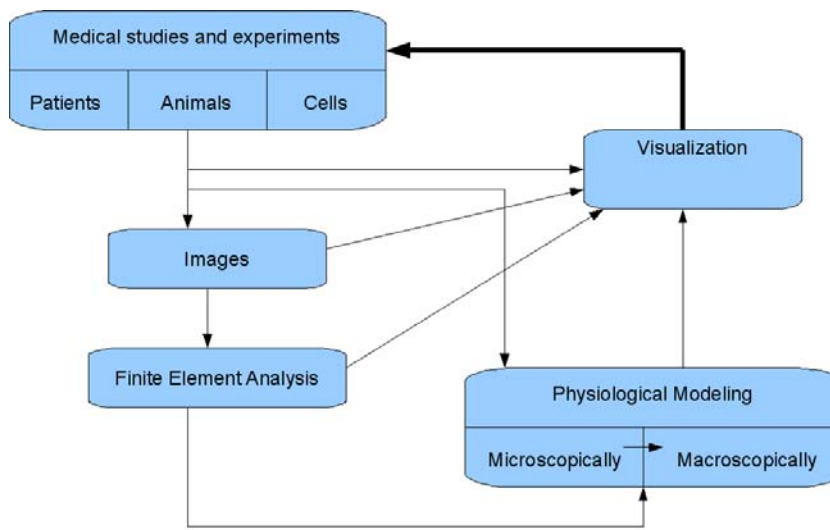 Medical studies and experiments
Patients Animals Cells
Visualization
Images
Finite Element Analysis
Physiological Modeling
Microscopically Macroscopically